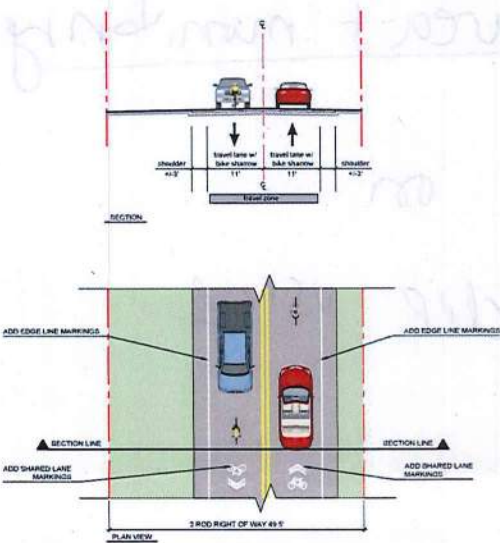 ℄
travel lane w/
bike sharrow
11'
travel lane w/
bike sharrow
11'
shoulder
+/-3'
shoulder
+/-3'
℄
travel zone
SECTION
ADD EDGE LINE MARKINGS
ADD EDGE LINE MARKINGS
SECTION LINE
SECTION LINE
ADD SHARED LANE
MARKINGS
ADD SHARED LANE
MARKINGS
3 ROD RIGHT OF WAY 49.5'
PLAN VIEW